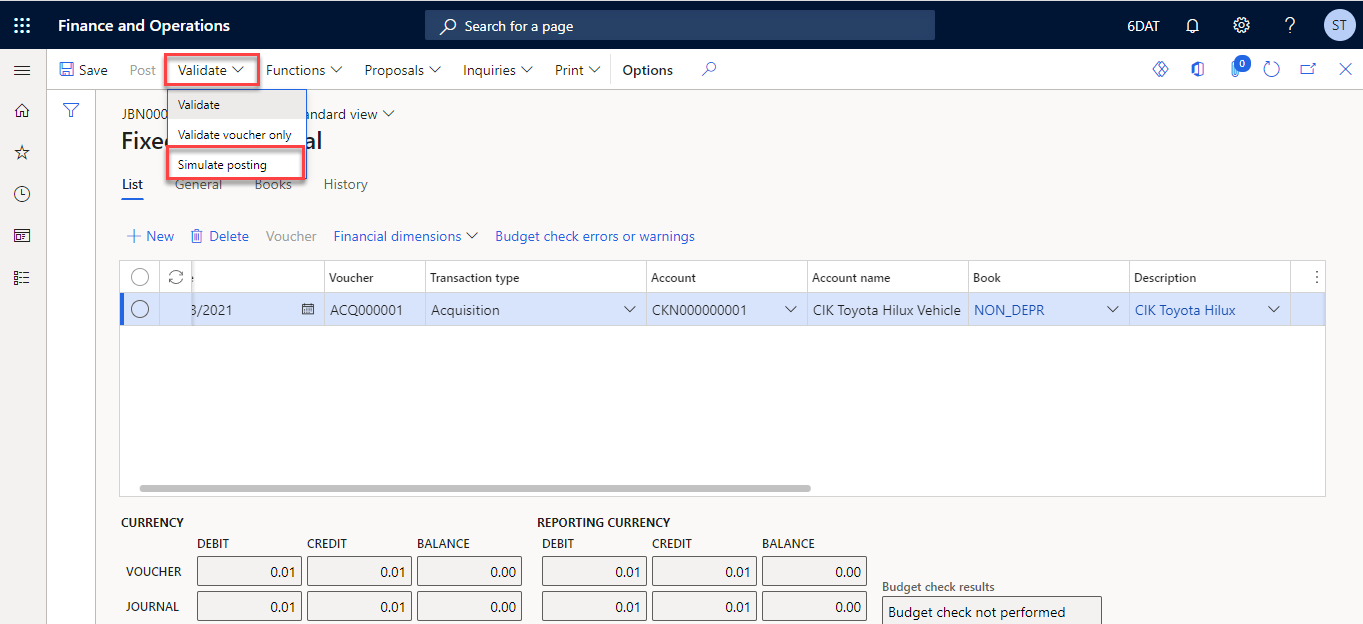 Finance and Operations Search for a page 6DAT ST
Save Post Validate Functions Proposals Inquiries Print Options 0
Validate
JBN000 andard view
Validate voucher only
Fixe al
Simulate posting
List General Books History
New Delete Voucher Financial dimensions Budget check errors or warnings
Voucher Transaction type Account Account name Book Description
3/2021 ACQ000001 Acquisition CKN000000001 CIK Toyota Hilux Vehicle NON_DEPR CIK Toyota Hilux
CURRENCY REPORTING CURRENCY
DEBIT CREDIT BALANCE DEBIT CREDIT BALANCE
VOUCHER 0.01 0.01 0.00 0.01 0.01 0.00
Budget check results
JOURNAL 0.01 0.01 0.00 0.01 0.01 0.00
Budget check not performed